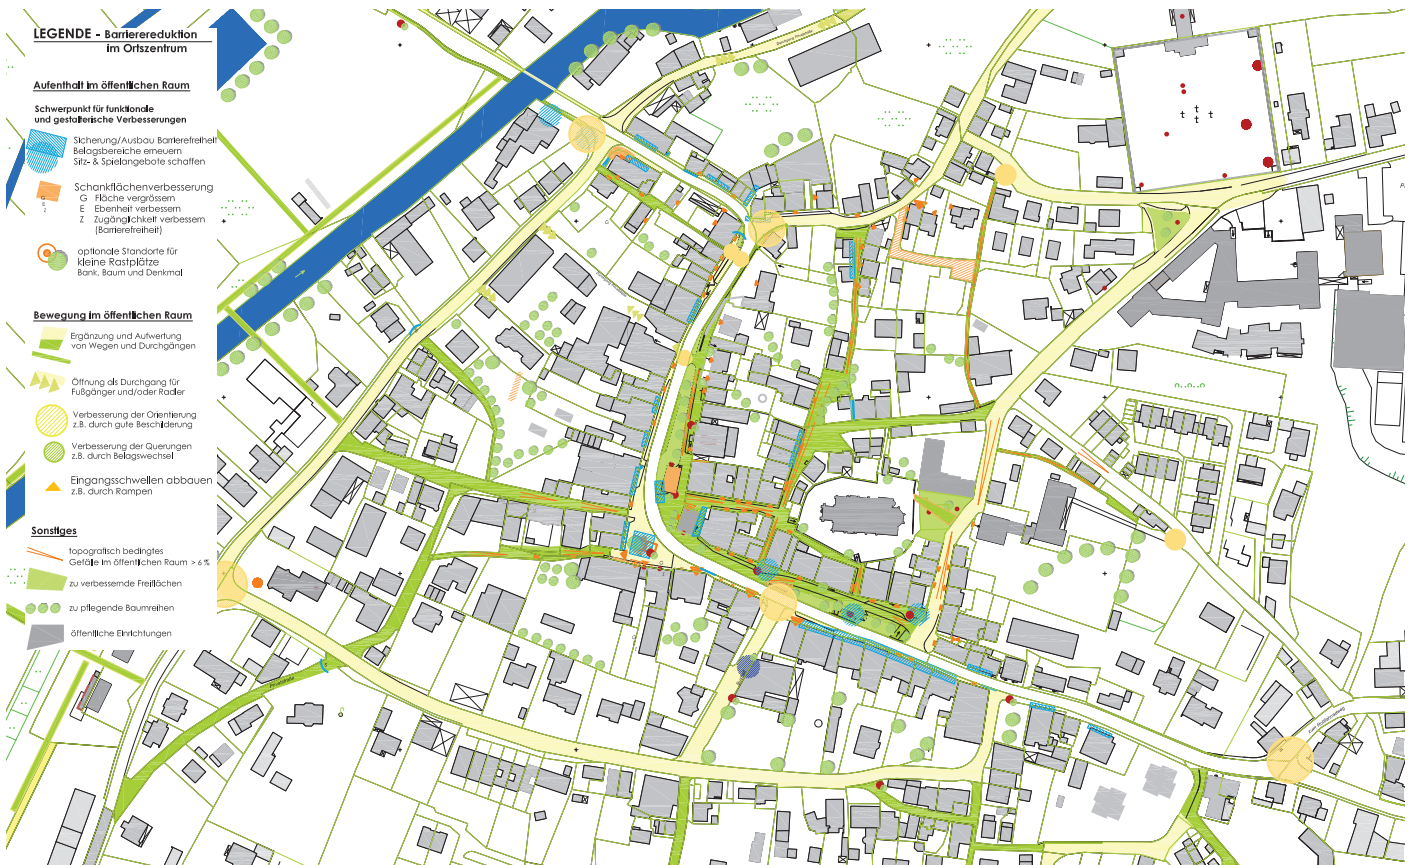 LEGENDE - Barrierereduktion
im Ortszentrum
Aufenthalt im öffentlichen Raum
Schwerpunkt für funktionale
und gestalterische Verbesserungen
Sicherung/Ausbau Barrierefreiheit
Belagsbereiche erneuern
Sitz- & Spielangebote schaffen
Schankflächenverbesserung
G Fläche vergrössern
E Ebenheit verbessern
Z Zugänglichkeit verbessern
(Barrierefreiheit)
G
E
Z
optionale Standorte für
kleine Rastplätze
Bank, Baum und Denkmal
Bewegung im öffentlichen Raum
Ergänzung und Aufwertung
von Wegen und Durchgängen
Öffnung als Durchgang für
Fußgänger und/oder Radler
Verbesserung der Orientierung
z.B. durch gute Beschilderung
Verbesserung der Querungen
z.B. durch Belagswechsel
Eingangsschwellen abbauen
z.B. durch Rampen
Sonstiges
topografisch bedingtes
Gefälle im öffentlichen Raum > 6 %
zu verbessernde Freiflächen
zu pflegende Baumreihen
öffentliche Einrichtungen